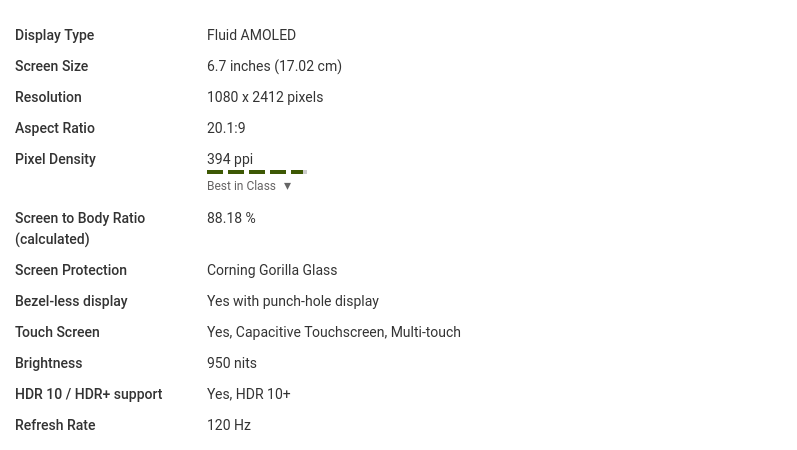 Display Type Fluid AMOLED
Screen Size 6.7 inches (17.02 cm)
Resolution 1080 x 2412 pixels
Aspect Ratio 20.1:9
Pixel Density 394 ppi
Best in Class ▼
Screen to Body Ratio 88.18 %
(calculated)
Screen Protection Corning Gorilla Glass
Bezel-less display Yes with punch-hole display
Touch Screen Yes, Capacitive Touchscreen, Multi-touch
Brightness 950 nits
HDR 10 / HDR+ support Yes, HDR 10+
Refresh Rate 120 Hz